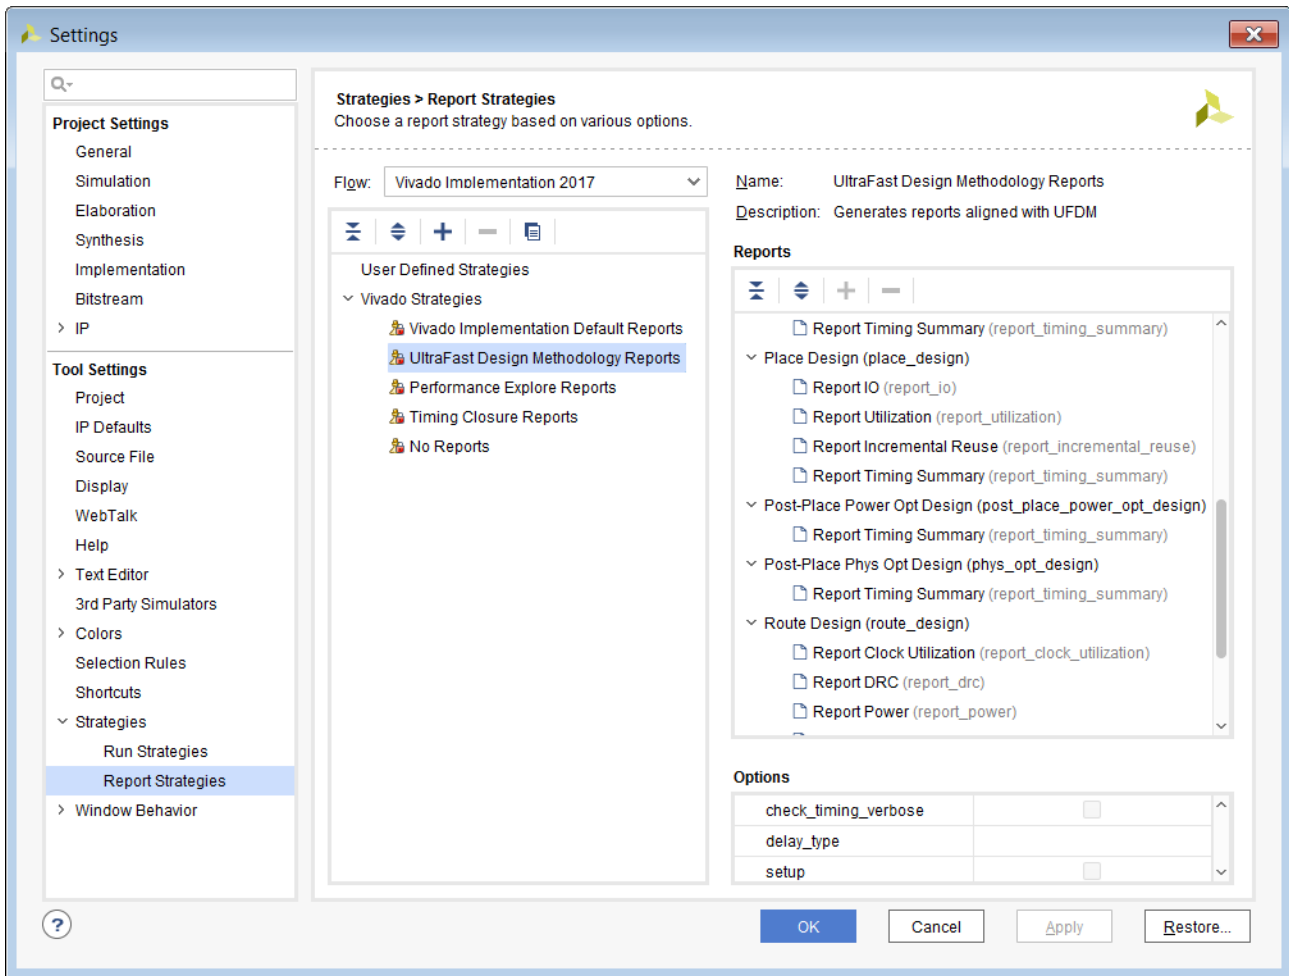 Settings
Project Settings
General
Simulation
Elaboration
Synthesis
Implementation
Bitstream
IP
Tool Settings
Project
IP Defaults
Source File
Display
WebTalk
Help
Text Editor
3rd Party Simulators
Colors
Selection Rules
Shortcuts
Strategies
Run Strategies
Report Strategies
Window Behavior
Strategies > Report Strategies
Choose a report strategy based on various options.
Flow: Vivado Implementation 2017
User Defined Strategies
Vivado Strategies
Vivado Implementation Default Reports
UltraFast Design Methodology Reports
Performance Explore Reports
Timing Closure Reports
No Reports
Name: UltraFast Design Methodology Reports
Description: Generates reports aligned with UFDM
Reports
Report Timing Summary (report_timing_summary)
Place Design (place_design)
Report IO (report_io)
Report Utilization (report_utilization)
Report Incremental Reuse (report_incremental_reuse)
Report Timing Summary (report_timing_summary)
Post-Place Power Opt Design (post_place_power_opt_design)
Report Timing Summary (report_timing_summary)
Post-Place Phys Opt Design (phys_opt_design)
Report Timing Summary (report_timing_summary)
Route Design (route_design)
Report Clock Utilization (report_clock_utilization)
Report DRC (report_drc)
Report Power (report_power)
Options
check_timing_verbose
delay_type
setup
?
OK
Cancel
Apply
Restore...